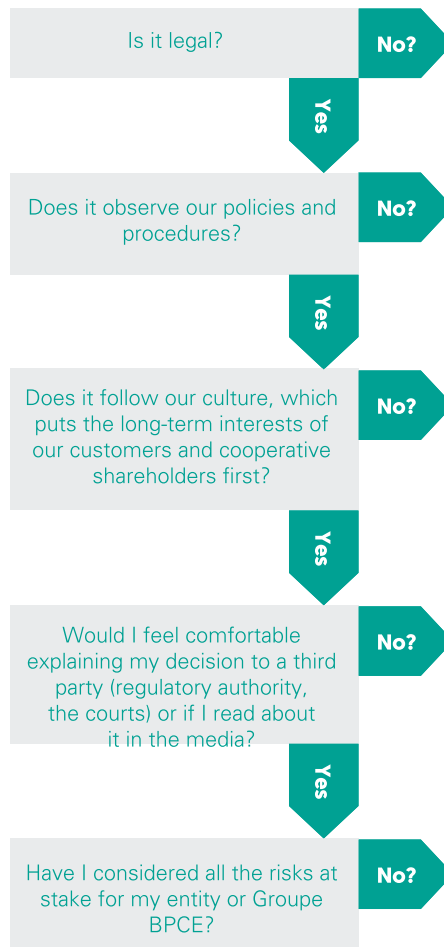 Is it legal?
No?
Yes
Does it observe our policies and
procedures?
No?
Yes
Does it follow our culture, which
puts the long-term interests of
our customers and cooperative
shareholders first?
No?
Yes
Would I feel comfortable
explaining my decision to a third
party (regulatory authority,
the courts) or if I read about
it in the media?
No?
Yes
Have I considered all the risks at
stake for my entity or Groupe
BPCE?
No?